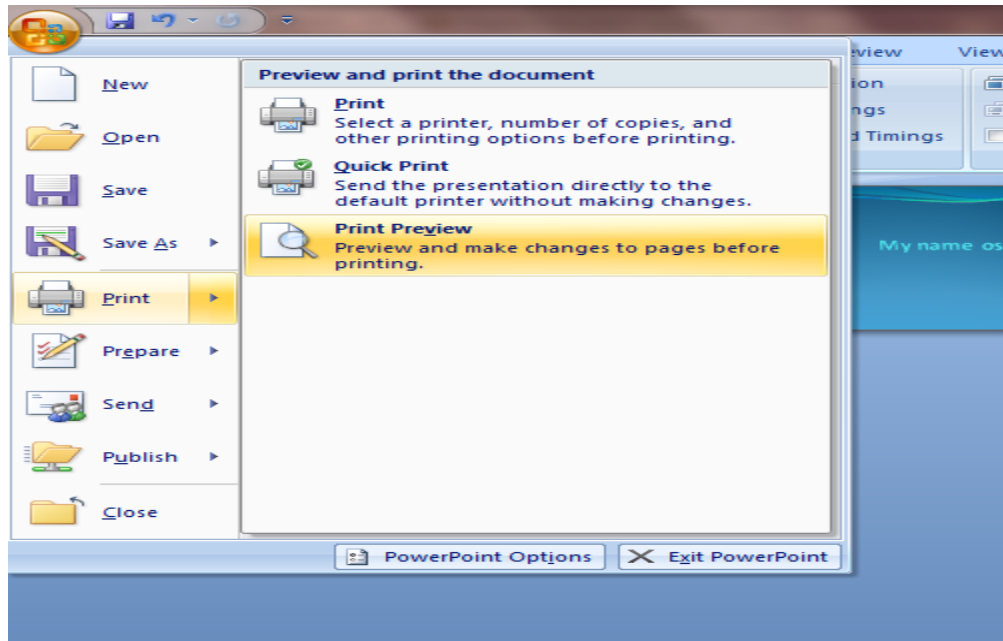 eview View
New
Open
Save
Save As
Print
Prepare
Send
Publish
Close
Preview and print the document
Print
Select a printer, number of copies, and
other printing options before printing.
Quick Print
Send the presentation directly to the
default printer without making changes.
Print Preview
Preview and make changes to pages before
printing.
PowerPoint Options Exit PowerPoint
ion
ngs
d Timings
My name os